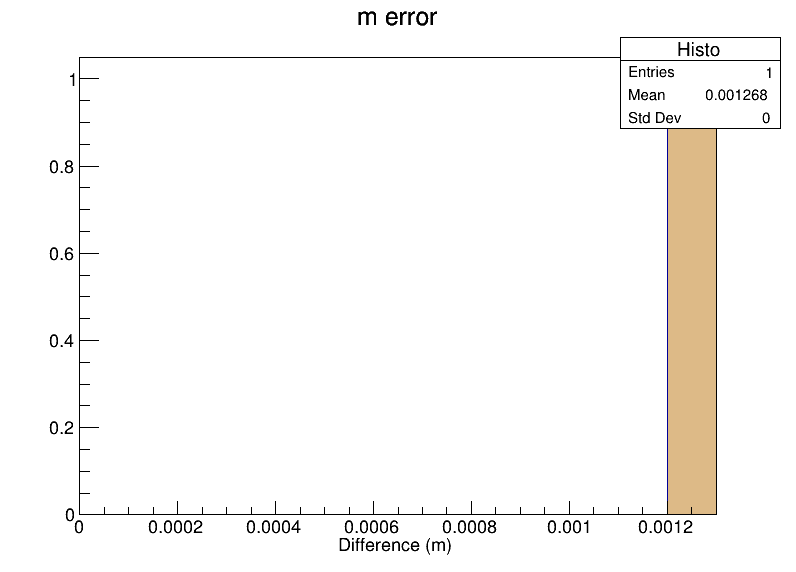 m error
Histo
Entries 1
Mean 0.001268
Std Dev 0
1
0.8
0.6
0.4
0.2
0
0 0.0002 0.0004 0.0006 0.0008 0.001 0.0012
Difference (m)